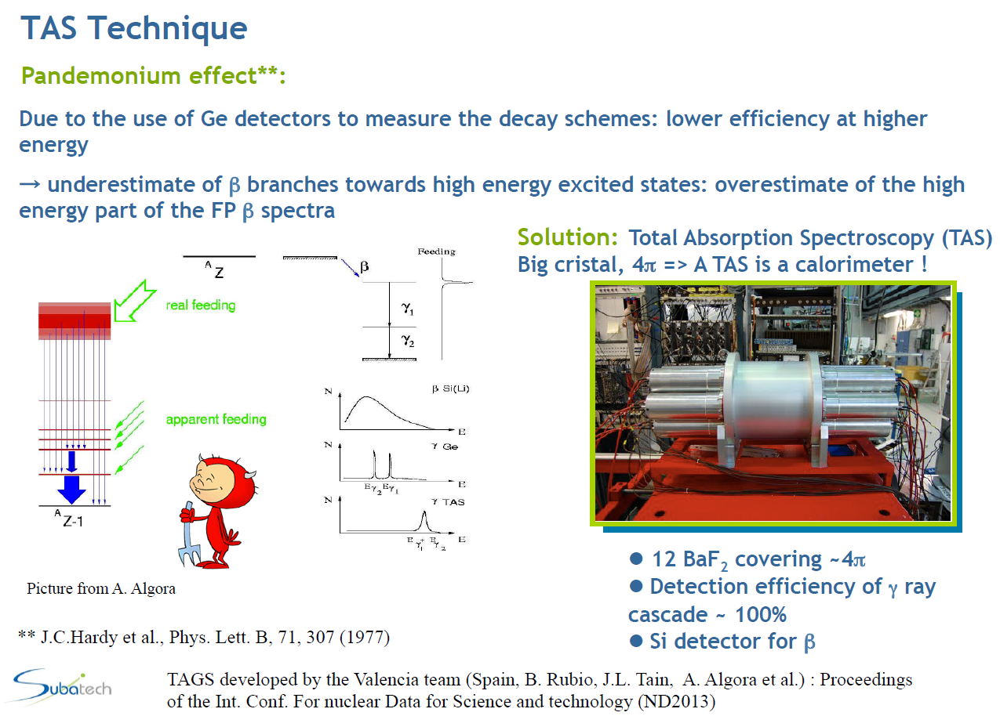 TAS Technique
Pandemonium effect**:
Due to the use of Ge detectors to measure the decay schemes: lower efficiency at higher
energy
→ underestimate of β branches towards high energy excited states: overestimate of the high
energy part of the FP β spectra
Solution: Total Absorption Spectroscopy (TAS)
Big cristal, 4π => A TAS is a calorimeter !
A Z
β
Feeding
real feeding
γ1
γ2
apparent feeding
A Z-1
N
β Si(Li)
E
N
γ Ge
Eγ2 Eγ1
E
N
γ TAS
Eγ1 + Eγ2
E
● 12 BaF2 covering ~4π
● Detection efficiency of γ ray
cascade ~ 100%
● Si detector for β
Picture from A. Algora
** J.C.Hardy et al., Phys. Lett. B, 71, 307 (1977)
Subatech
TAGS developed by the Valencia team (Spain, B. Rubio, J.L. Tain, A. Algora et al.) : Proceedings
of the Int. Conf. For nuclear Data for Science and technology (ND2013)